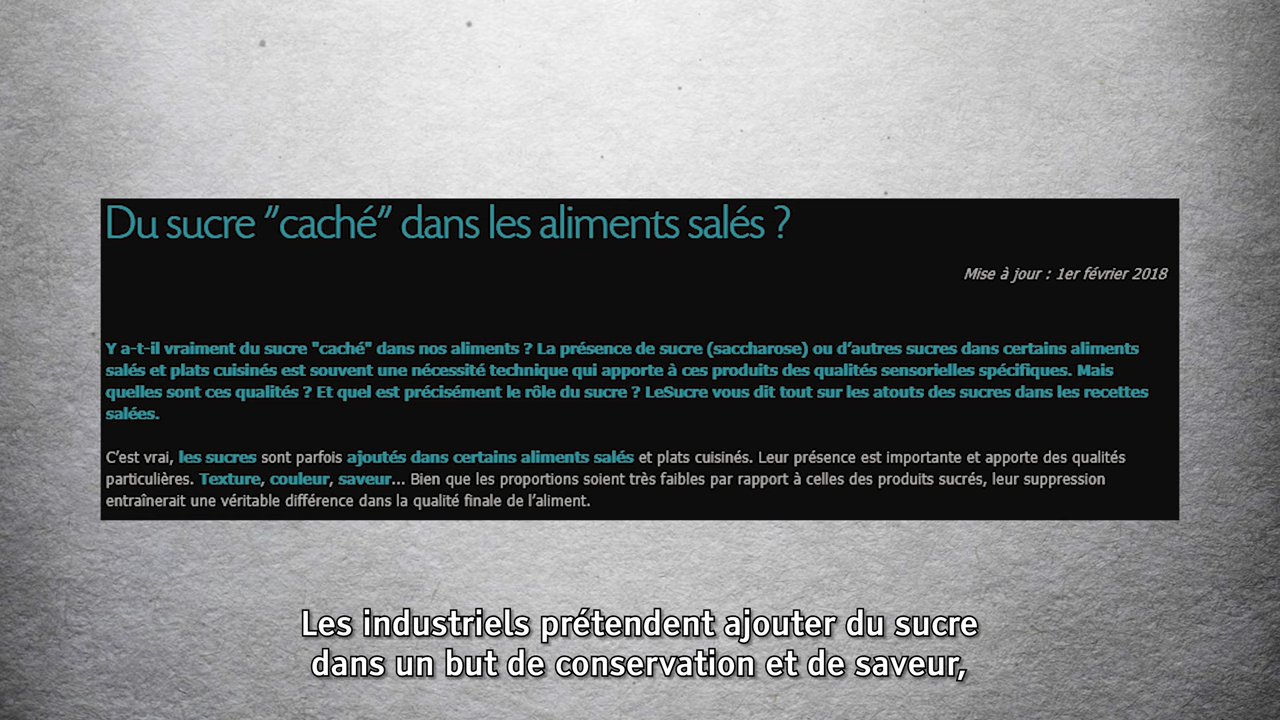 Du sucre "caché" dans les aliments salés ?
Mise à jour : 1er février 2018
Y a-t-il vraiment du sucre "caché" dans nos aliments ? La présence de sucre (saccharose) ou d'autres sucres dans certains aliments
salés et plats cuisinés est souvent une nécessité technique qui apporte à ces produits des qualités sensorielles spécifiques. Mais
quelles sont ces qualités ? Et quel est précisément le rôle du sucre ? LeSucre vous dit tout sur les atouts des sucres dans les recettes
salées.
C'est vrai, les sucres sont parfois ajoutés dans certains aliments salés et plats cuisinés. Leur présence est importante et apporte des qualités
particulières. Texture, couleur, saveur... Bien que les proportions soient très faibles par rapport à celles des produits sucrés, leur suppression
entraînerait une véritable différence dans la qualité finale de l'aliment.
Les industriels prétendent ajouter du sucre
dans un but de conservation et de saveur,